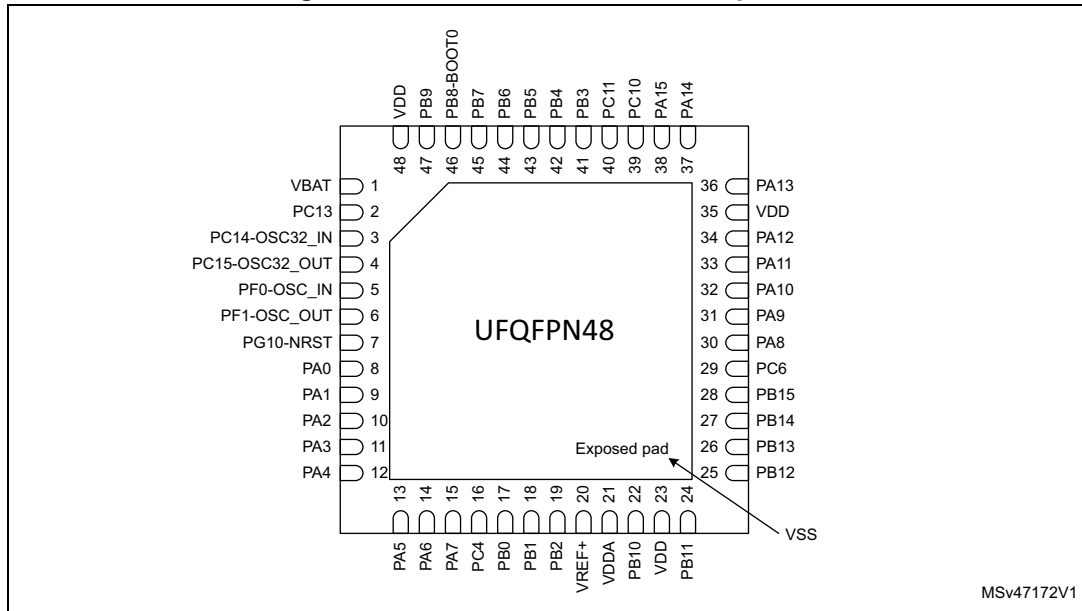 VDD
PB9
PB8-BOOT0
PB7
PB6
PB5
PB4
PB3
PC11
PC10
PA15
PA14
48
47
46
45
44
43
42
41
40
39
38
37
VBAT 1
PC13 2
PC14-OSC32_IN 3
PC15-OSC32_OUT 4
PF0-OSC_IN 5
PF1-OSC_OUT 6
PG10-NRST 7
PA0 8
PA1 9
PA2 10
PA3 11
PA4 12
UFQFPN48
Exposed pad
36 PA13
35 VDD
34 PA12
33 PA11
32 PA10
31 PA9
30 PA8
29 PC6
28 PB15
27 PB14
26 PB13
25 PB12
13
14
15
16
17
18
19
20
21
22
23
24
PA5
PA6
PA7
PC4
PB0
PB1
PB2
VREF+
VDDA
PB10
VDD
PB11
VSS
MSv47172V1